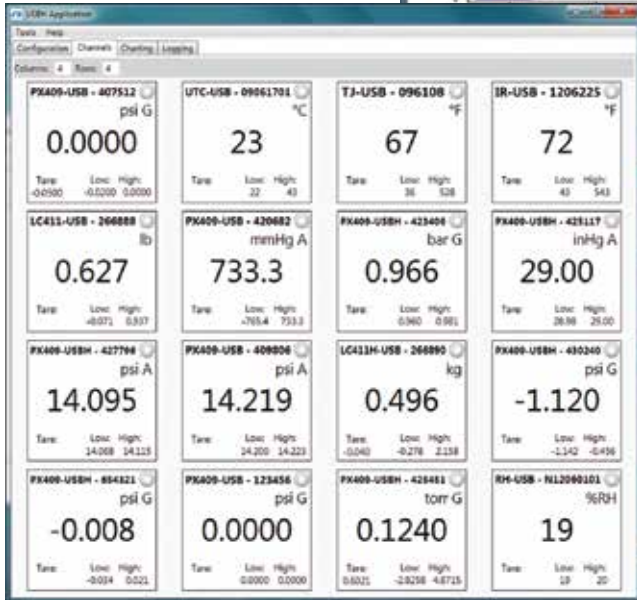 USBH Application
Tools Help
Configuration Channels Charting Logging
Columns: 4 Rows: 4
PX409-USB - 407512 UTC-USB - 09061701 TJ-USB - 096108 IR-USB - 1206225
psi G °C °F °F
0.0000 23 67 72
Tare: Low: High: Tare: Low: High: Tare: Low: High: Tare: Low: High:
-0.0500 -0.0200 0.0000 22 43 36 528 43 543
LC411-USB - 266888 PX409-USB - 420682 PX409-USBH - 423406 PX409-USBH - 425117
lb mmHg A bar G inHg A
0.627 733.3 0.966 29.00
Tare: Low: High: Tare: Low: High: Tare: Low: High: Tare: Low: High:
-0.071 0.937 -765.4 733.3 0.960 0.981 28.98 29.00
PX409-USBH - 427796 PX409-USB - 409806 LC411H-USB - 266890 PX409-USBH - 430240
psi A psi A kg psi G
14.095 14.219 0.496 -1.120
Tare: Low: High: Tare: Low: High: Tare: Low: High: Tare: Low: High:
14.068 14.115 14.200 14.223 -0.040 -0.276 2.158 -1.142 -0.456
PX409-USBH - 654321 PX409-USB - 123456 PX409-USBH - 428451 RH-USB - N12060101
psi G psi G torr G %RH
-0.008 0.0000 0.1240 19
Tare: Low: High: Tare: Low: High: Tare: Low: High: Tare: Low: High:
-0.034 0.021 0.0000 0.0000 0.6021 -2.9258 4.8715 19 20